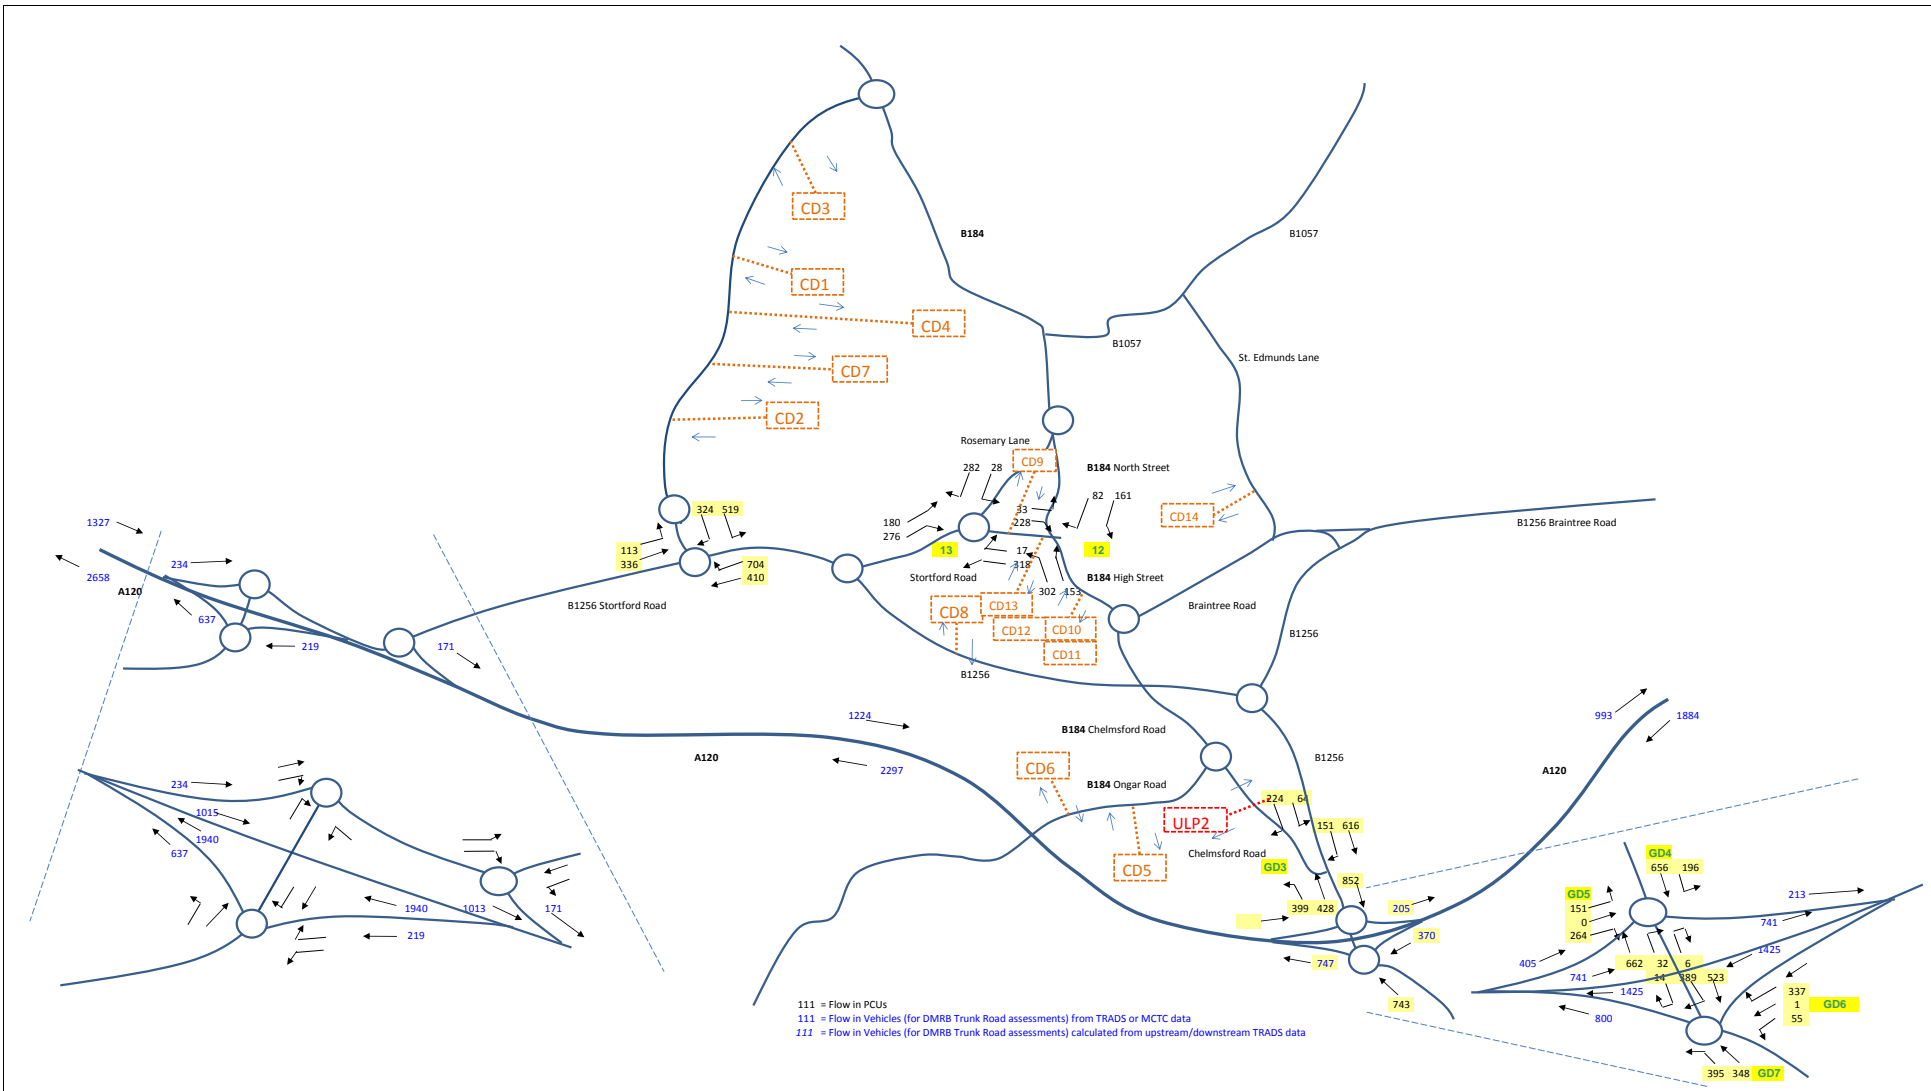 CD3
B184
B1057
CD1
CD4
B1057
St. Edmunds Lane
CD7
CD2
Rosemary Lane
CD9
282 28
B184 North Street
82 161
324 519
33
CD14
180
228
1327
B1256 Braintree Road
276
113
13
17
12
336
234
704
318
2658
Stortford Road
B184 High Street
410
A120
302 153
B1256 Stortford Road
CD8
CD13
Braintree Road
637
CD12
CD10
B1256
219
171
CD11
B1256
1224
993
1884
B184 Chelmsford Road
A120
2297
CD6
B1256
A120
234
B184 Ongar Road
224 64
1015
ULP2
151 616
1940
637
Chelmsford Road
GD4
CD5
GD3
656 196
852
GD5
213
1940
1013
171
399 428
205
151
0
741
219
370
264
1425
405
747
662 32 6
741
14 389 523
1425
337
743
1
GD6
800
55
395 348
GD7
111 = Flow in PCUs
111 = Flow in Vehicles (for DMRB Trunk Road assessments) from TRADS or MCTC data
111 = Flow in Vehicles (for DMRB Trunk Road assessments) calculated from upstream/downstream TRADS data